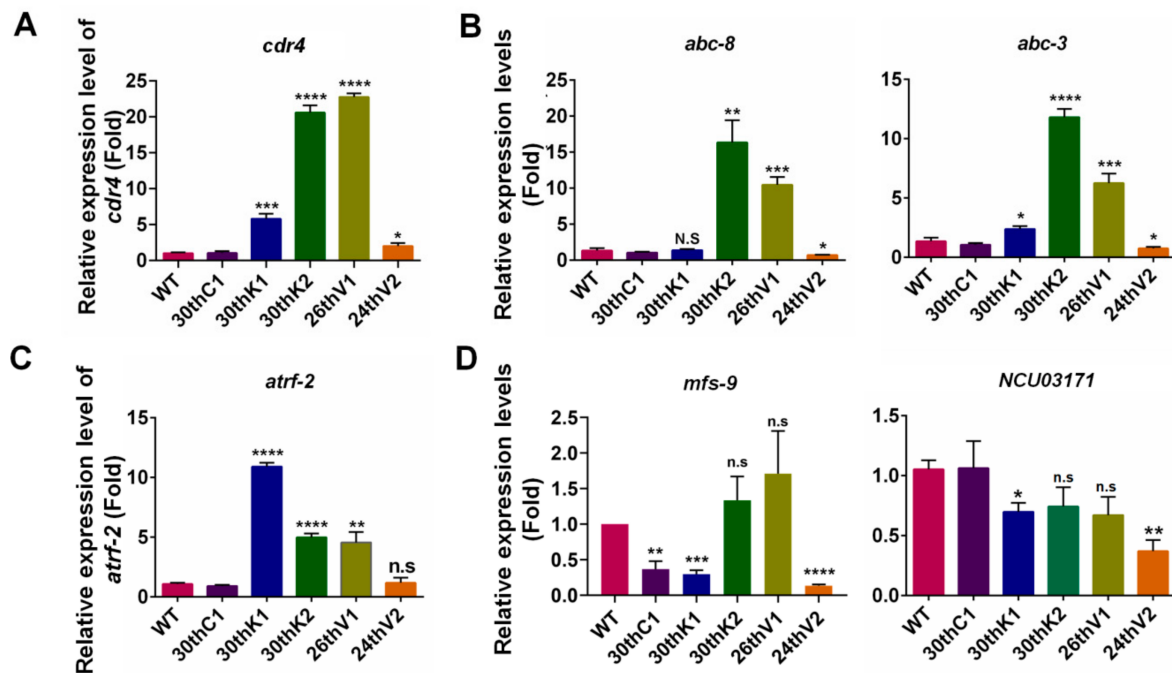 A
cdr4
Relative expression level of
cdr4 (Fold)
25
20
15
10
5
0
***
****
****
*
WT
30thC1
30thK1
30thK2
26thV1
24thV2
B
abc-8
Relative expression levels
(Fold)
20
15
10
5
0
N.S
**
***
*
WT
30thC1
30thK1
30thK2
26thV1
24thV2
abc-3
15
10
5
0
*
****
***
*
WT
30thC1
30thK1
30thK2
26thV1
24thV2
C
atrf-2
Relative expression level of
atrf-2 (Fold)
15
10
5
0
****
****
**
n.s
WT
30thC1
30thK1
30thK2
26thV1
24thV2
D
mfs-9
Relative expression levels
(Fold)
2.5
2.0
1.5
1.0
0.5
0.0
**
***
n.s
n.s
****
WT
30thC1
30thK1
30thK2
26thV1
24thV2
NCU03171
1.5
1.0
0.5
0.0
*
n.s
n.s
**
WT
30thC1
30thK1
30thK2
26thV1
24thV2